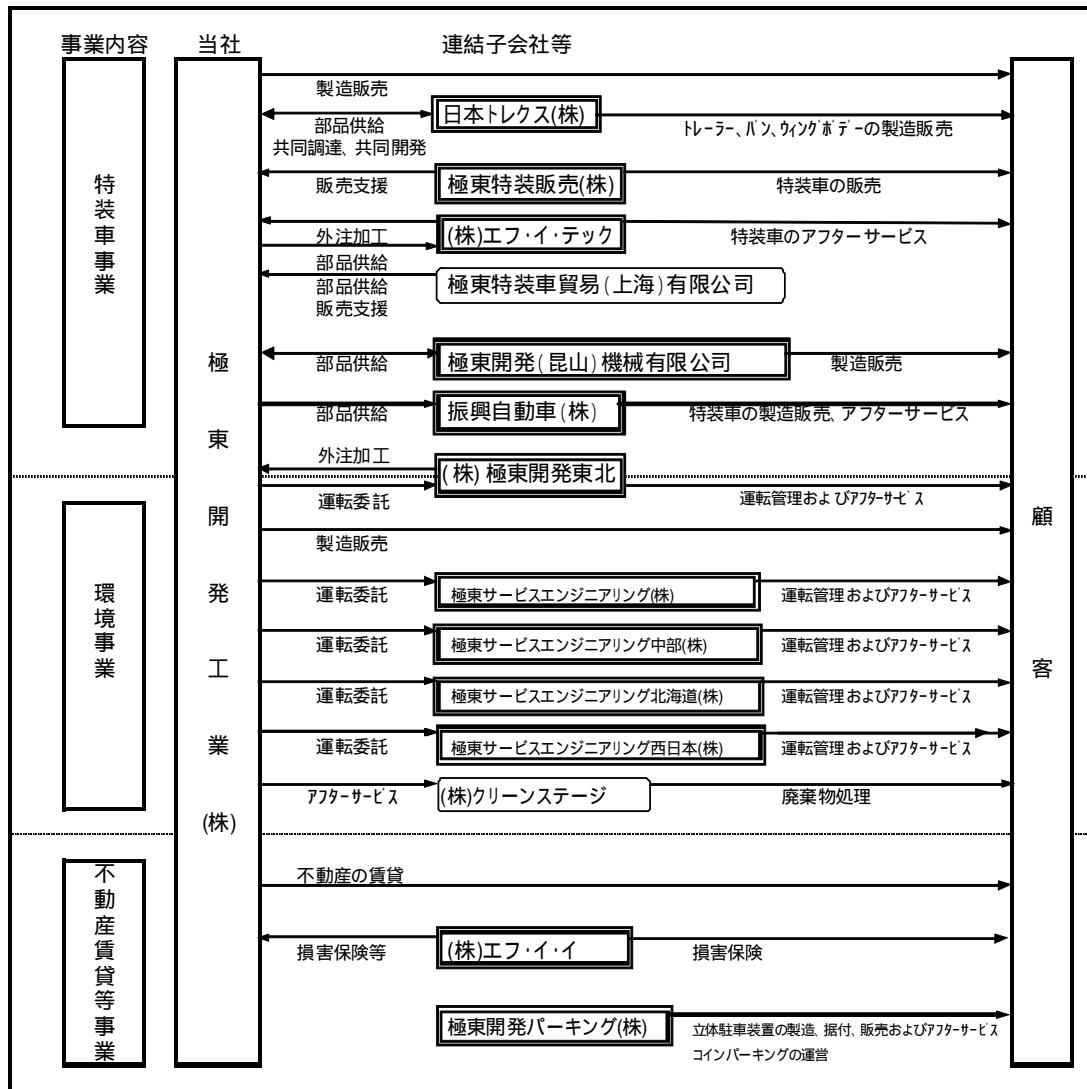 事業内容
当社
連結子会社等
特装車事業
極東開発工業(株)
顧客
製造販売
日本トレクス(株)
部品供給
共同調達、共同開発
トレーラー、バン、ウィングボデーの製造販売
極東特装販売(株)
販売支援
特装車の販売
(株)エフ・イ・テック
外注加工
部品供給
特装車のアフターサービス
極東特装車貿易(上海)有限公司
部品供給
販売支援
極東開発(昆山)機械有限公司
部品供給
製造販売
振興自動車(株)
部品供給
特装車の製造販売、アフターサービス
外注加工
(株)極東開発東北
運転委託
運転管理およびアフターサービス
環境事業
製造販売
運転委託
極東サービスエンジニアリング(株)
運転管理およびアフターサービス
運転委託
極東サービスエンジニアリング中部(株)
運転管理およびアフターサービス
運転委託
極東サービスエンジニアリング北海道(株)
運転管理およびアフターサービス
運転委託
極東サービスエンジニアリング西日本(株)
運転管理およびアフターサービス
アフターサービス
(株)クリーンステージ
廃棄物処理
不動産賃貸等事業
不動産の賃貸
損害保険等
(株)エフ・イ・イ
損害保険
極東開発パーキング(株)
立体駐車装置の製造、据付、販売およびアフターサービス
コインパーキングの運営